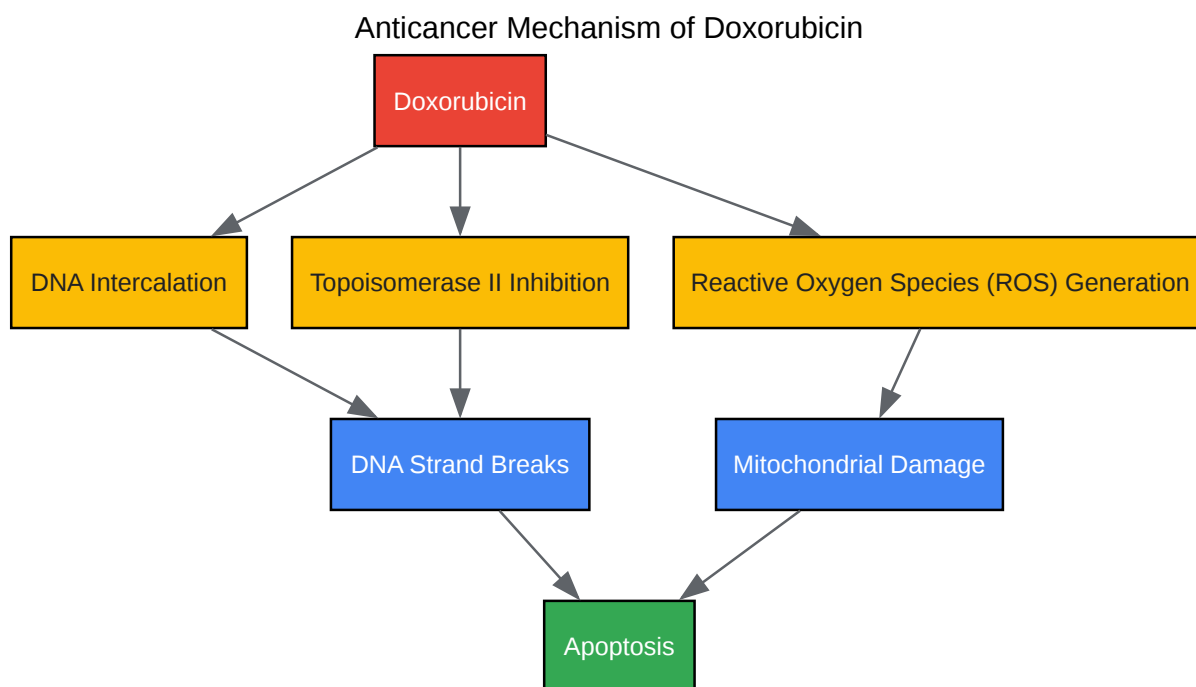 Anticancer Mechanism of Doxorubicin
Doxorubicin
DNA Intercalation
Topoisomerase II Inhibition
Reactive Oxygen Species (ROS) Generation
DNA Strand Breaks
Mitochondrial Damage
Apoptosis